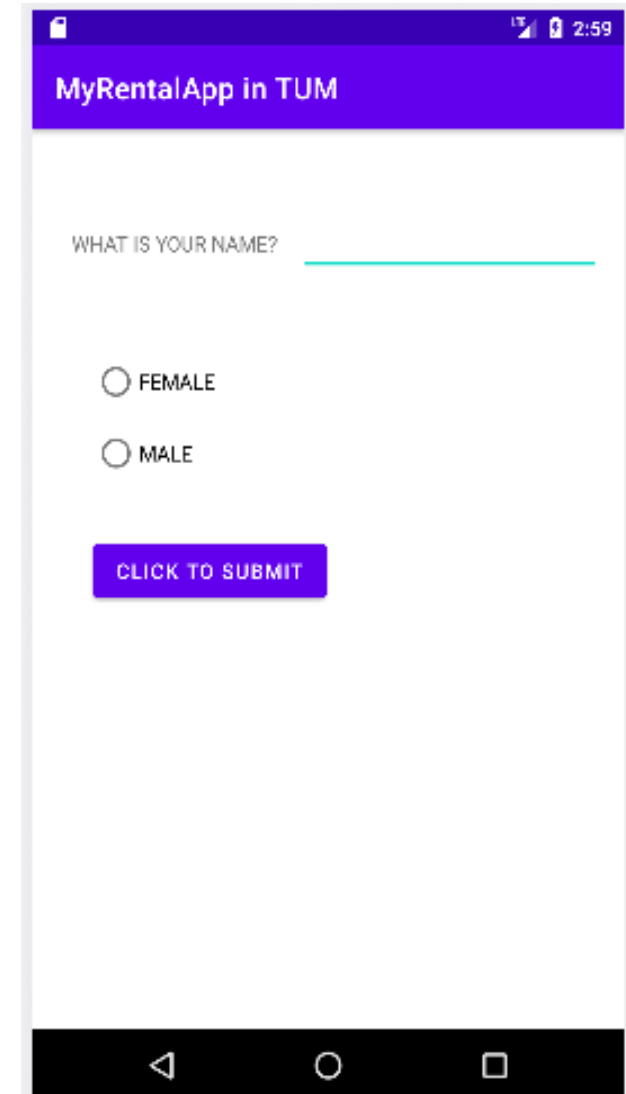 2:59
MyRentalApp in TUM
WHAT IS YOUR NAME?
FEMALE
MALE
CLICK TO SUBMIT